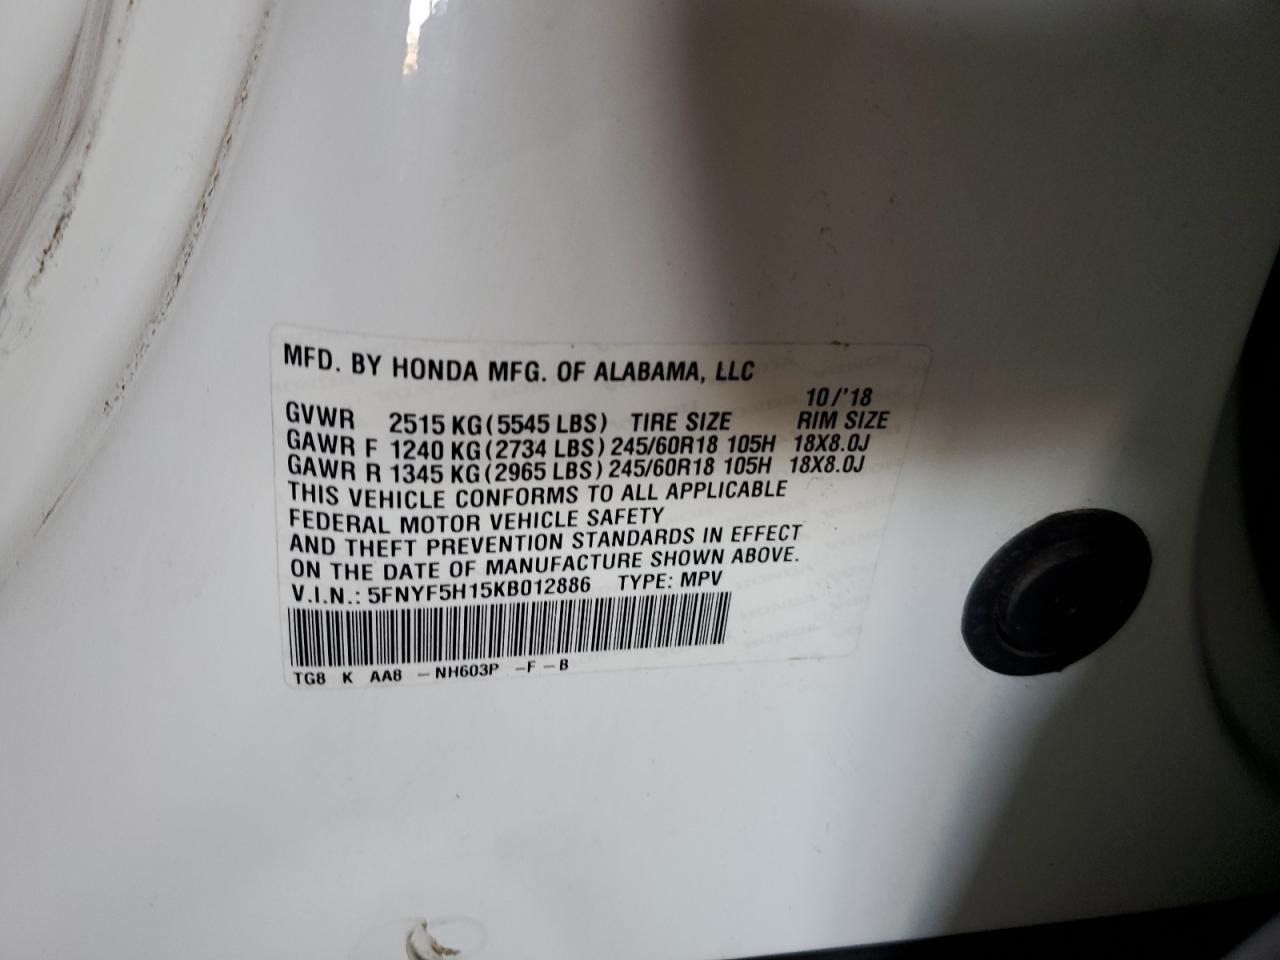 MFD. BY HONDA MFG. OF ALABAMA, LLC
10/'18
GVWR 2515 KG (5545 LBS) TIRE SIZE RIM SIZE
GAWR F 1240 KG (2734 LBS) 245/60R18 105H 18X8.0J
GAWR R 1345 KG (2965 LBS) 245/60R18 105H 18X8.0J
THIS VEHICLE CONFORMS TO ALL APPLICABLE
FEDERAL MOTOR VEHICLE SAFETY
AND THEFT PREVENTION STANDARDS IN EFFECT
ON THE DATE OF MANUFACTURE SHOWN ABOVE.
V.I.N.: 5FNYF5H15KB012886 TYPE: MPV
TG8 K AA8 – NH603P – F – B